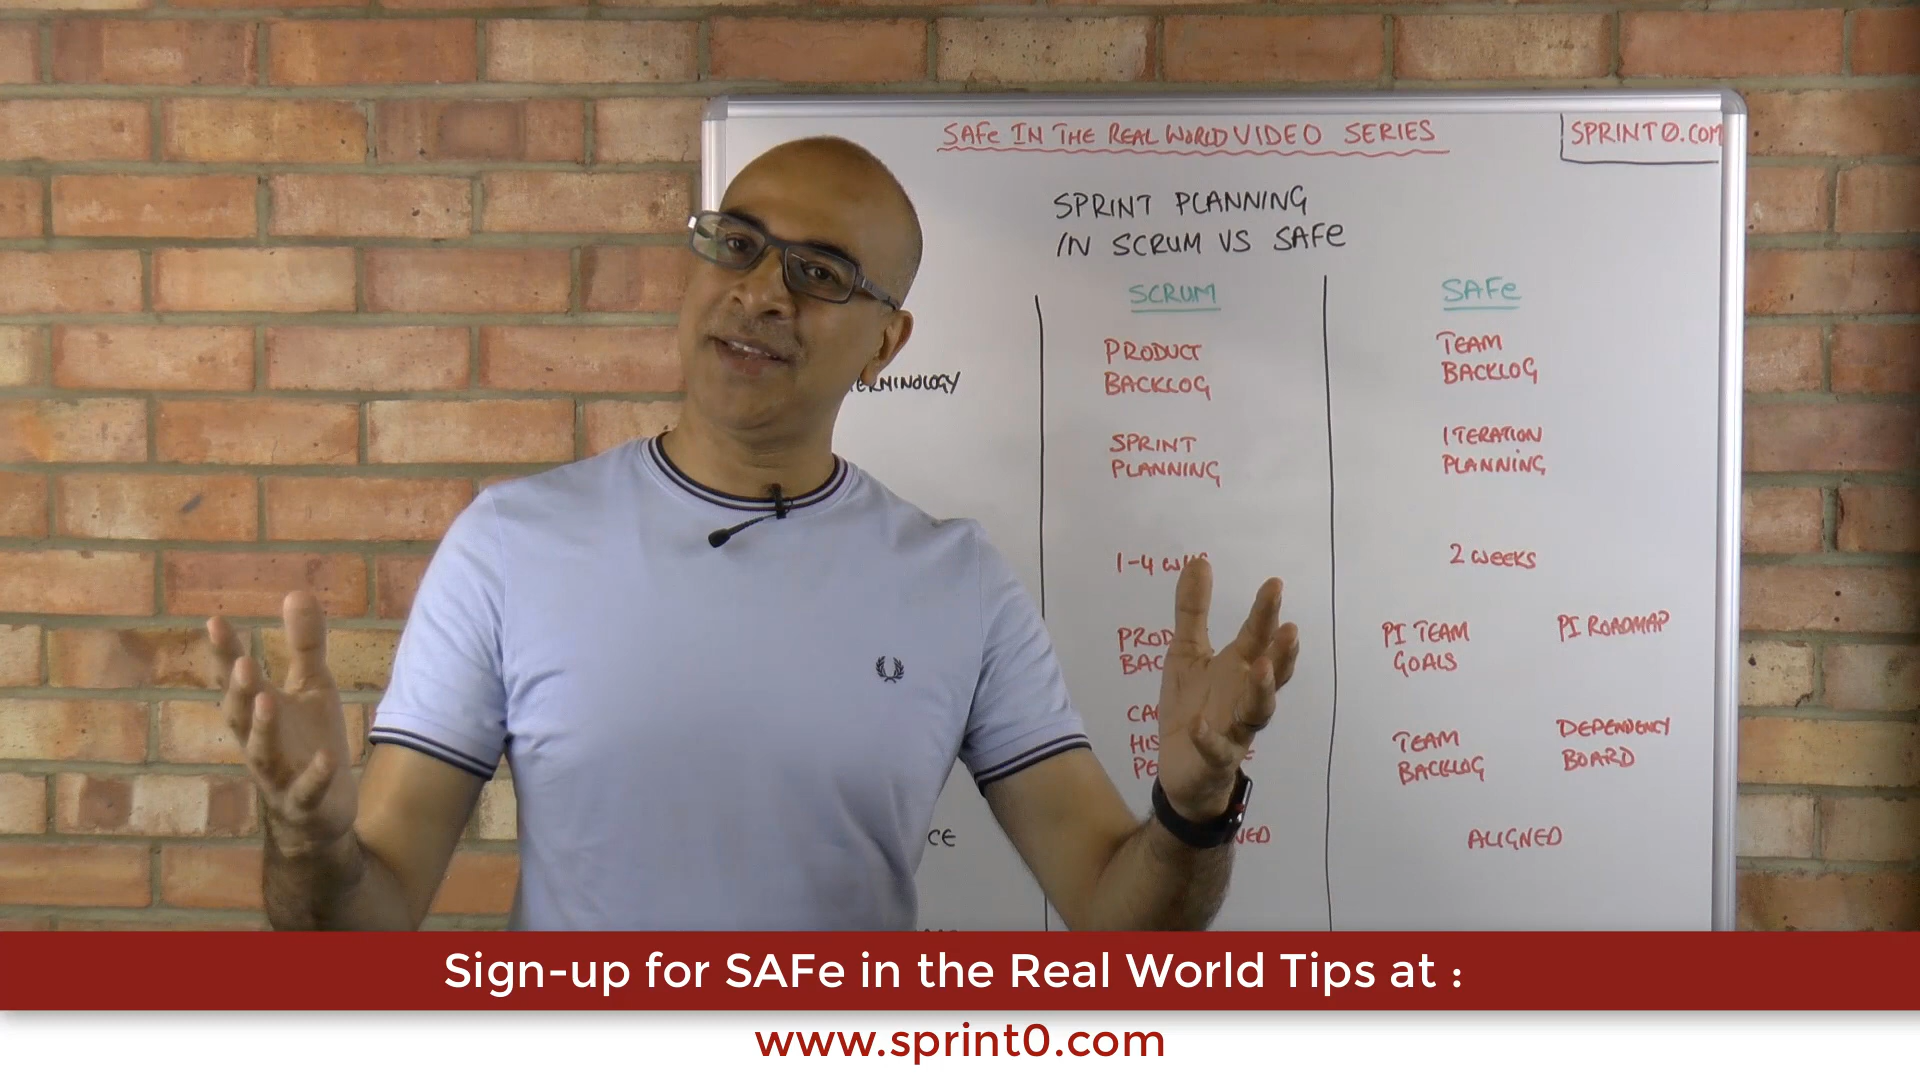 SAFe IN THE REAL WORLD VIDEO SERIES
SPRINT0.COM
SPRINT PLANNING
IN SCRUM VS SAFe
SCRUM
SAFe
PRODUCT
BACKLOG
TEAM
BACKLOG
SPRINT
PLANNING
ITERATION
PLANNING
1-4
2 WEEKS
PI TEAM
GOALS
PI ROADMAP
TEAM
BACKLOG
DEPENDENCY
BOARD
ALIGNED
Sign-up for SAFe in the Real World Tips at :
www.sprint0.com